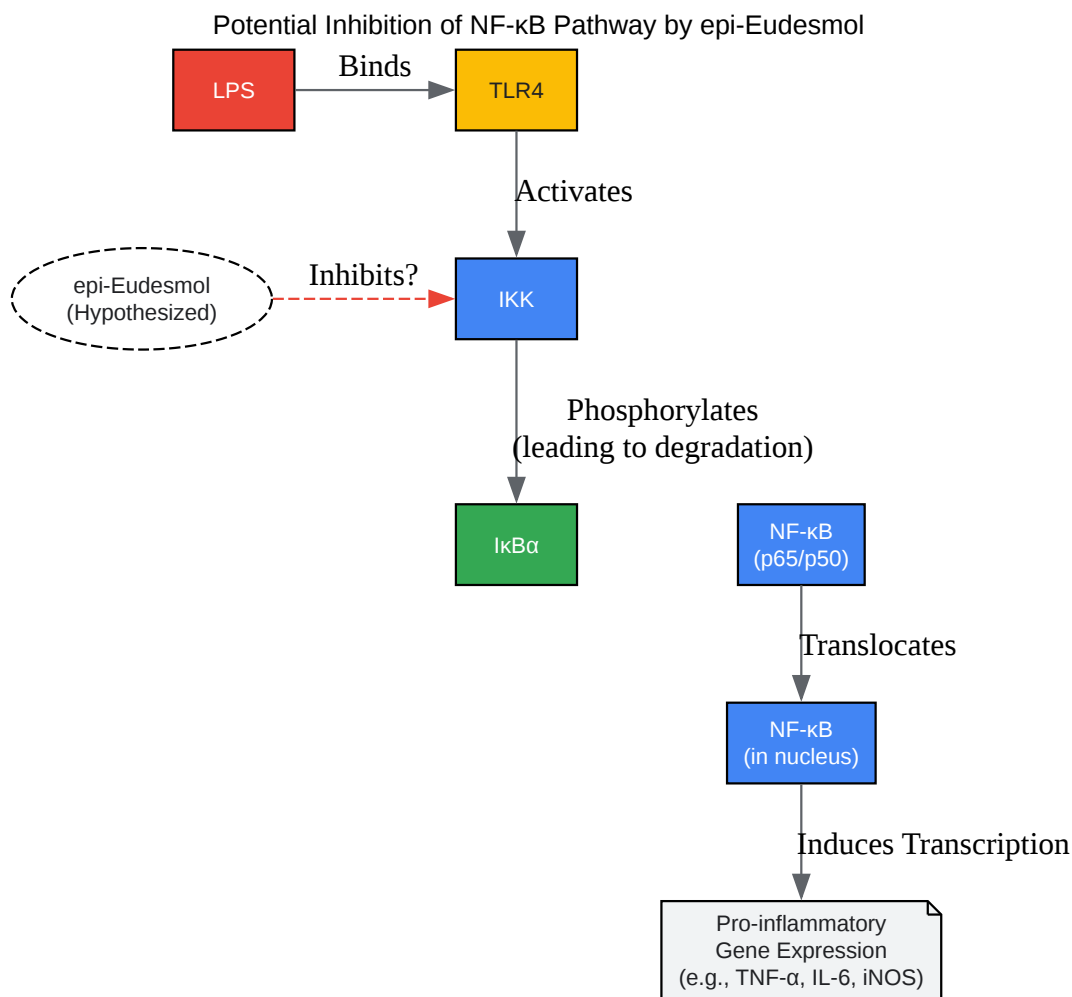 Potential Inhibition of NF-κB Pathway by epi-Eudesmol
LPS
Binds
TLR4
Activates
epi-Eudesmol
(Hypothesized)
Inhibits?
IKK
Phosphorylates
(leading to degradation)
IκBα
NF-κB
(p65/p50)
Translocates
NF-κB
(in nucleus)
Induces Transcription
Pro-inflammatory
Gene Expression
(e.g., TNF-α, IL-6, iNOS)